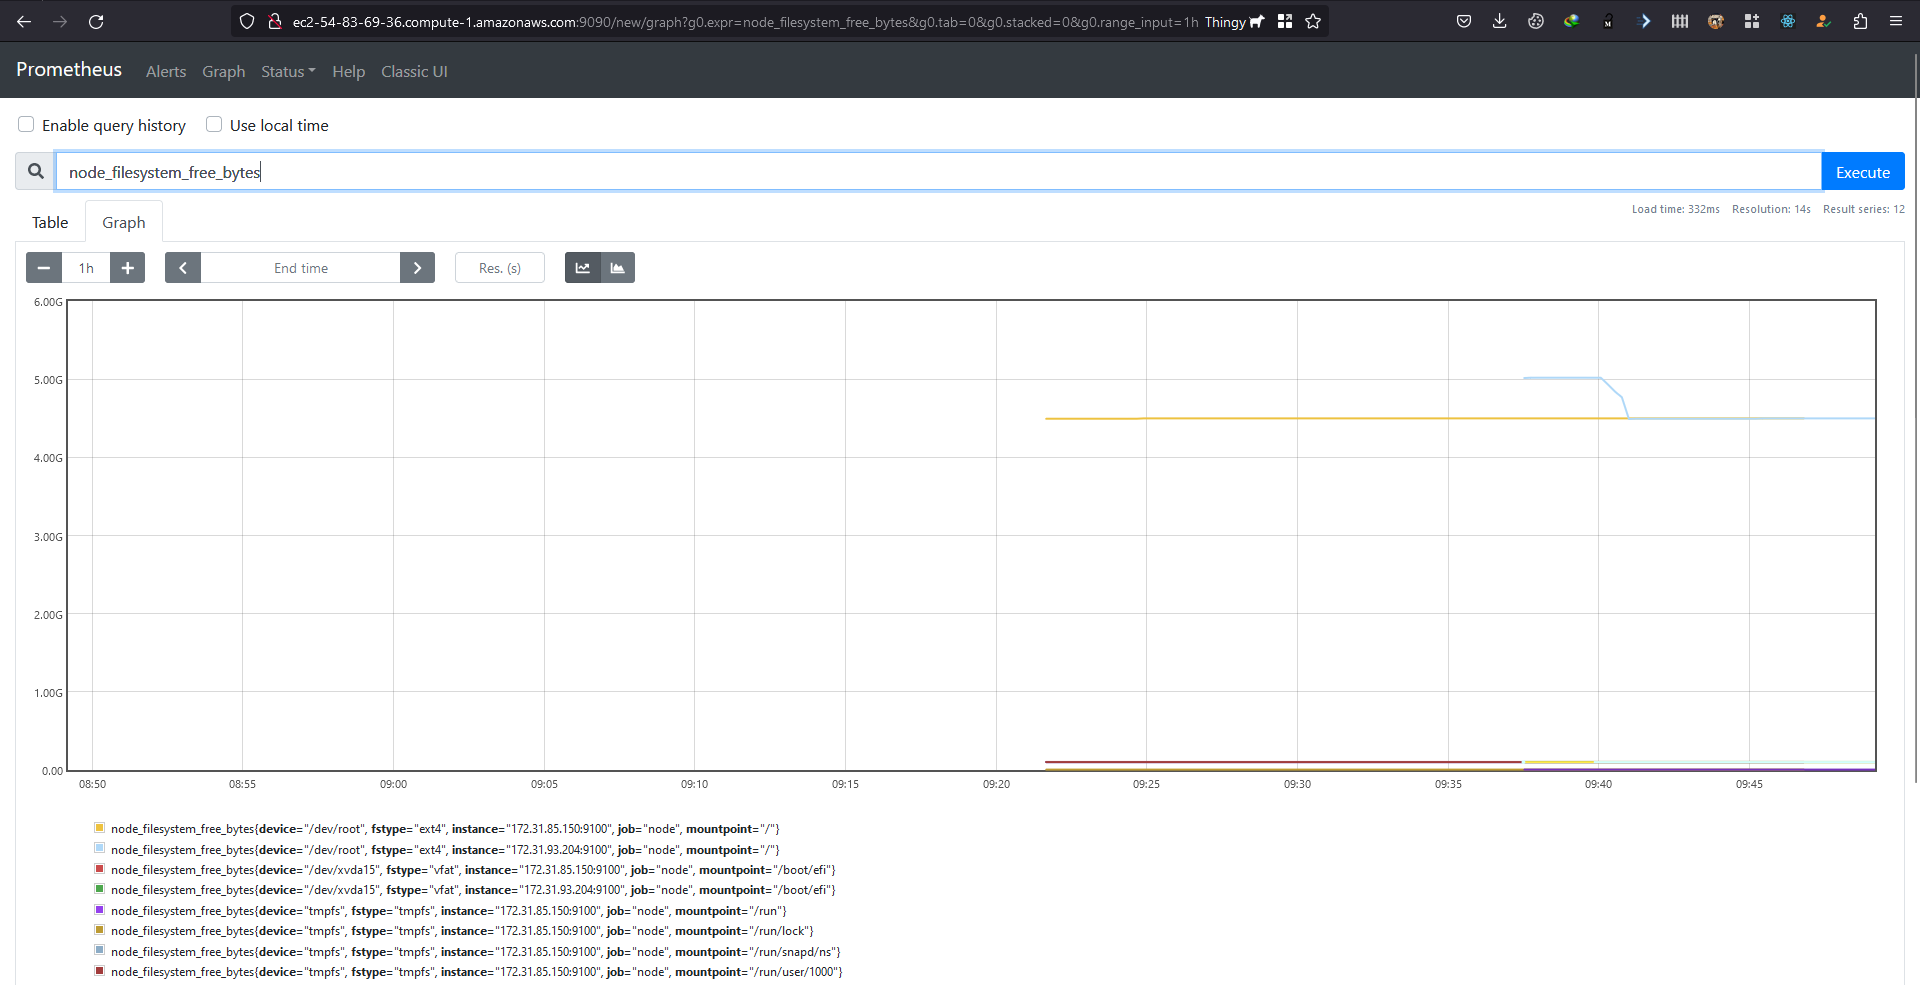 ec2-54-83-69-36.compute-1.amazonaws.com:9090/new/graph?g0.expr=node_filesystem_free_bytes&g0.tab=0&g0.stacked=0&g0.range_input=1h Thingy
Prometheus Alerts Graph Status Help Classic UI
Enable query history Use local time
node_filesystem_free_bytes Execute
Table Graph
Load time: 332ms Resolution: 14s Result series: 12
1h End time Res. (s)
6.00G
5.00G
4.00G
3.00G
2.00G
1.00G
0.00
08:50 08:55 09:00 09:05 09:10 09:15 09:20 09:25 09:30 09:35 09:40 09:45
node_filesystem_free_bytes{device="/dev/root", fstype="ext4", instance="172.31.85.150:9100", job="node", mountpoint="/"}
node_filesystem_free_bytes{device="/dev/root", fstype="ext4", instance="172.31.93.204:9100", job="node", mountpoint="/"}
node_filesystem_free_bytes{device="/dev/xvda15", fstype="vfat", instance="172.31.85.150:9100", job="node", mountpoint="/boot/efi"}
node_filesystem_free_bytes{device="/dev/xvda15", fstype="vfat", instance="172.31.93.204:9100", job="node", mountpoint="/boot/efi"}
node_filesystem_free_bytes{device="tmpfs", fstype="tmpfs", instance="172.31.85.150:9100", job="node", mountpoint="/run"}
node_filesystem_free_bytes{device="tmpfs", fstype="tmpfs", instance="172.31.85.150:9100", job="node", mountpoint="/run/lock"}
node_filesystem_free_bytes{device="tmpfs", fstype="tmpfs", instance="172.31.85.150:9100", job="node", mountpoint="/run/snapd/ns"}
node_filesystem_free_bytes{device="tmpfs", fstype="tmpfs", instance="172.31.85.150:9100", job="node", mountpoint="/run/user/1000"}